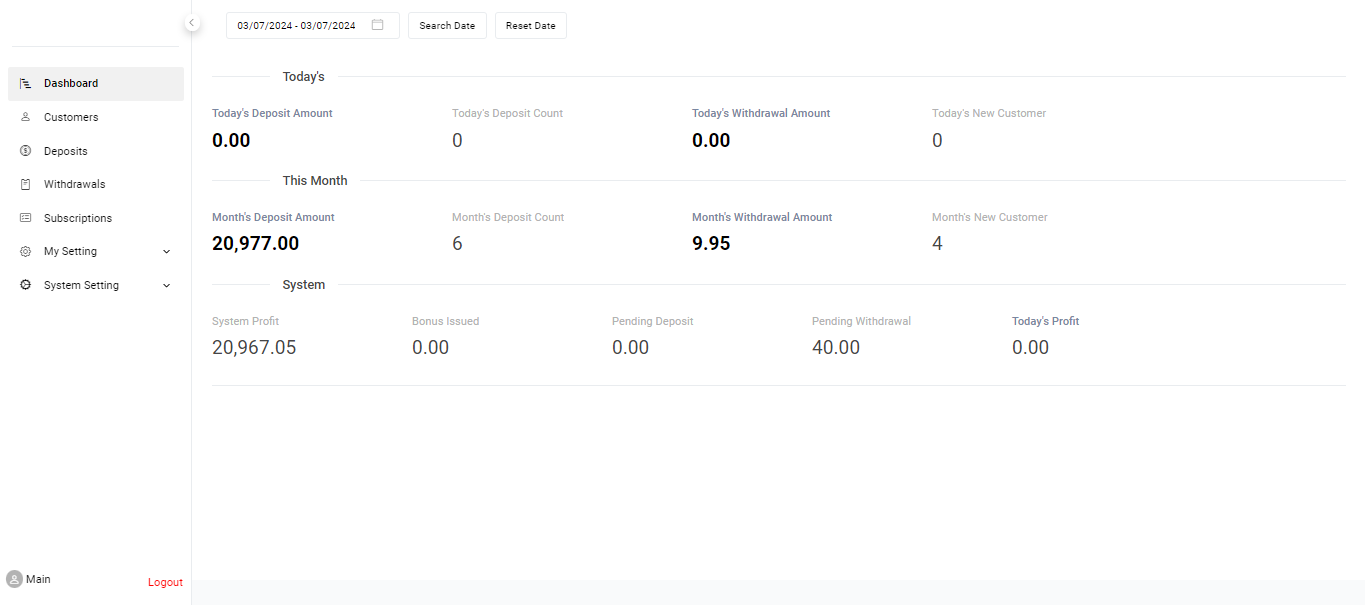 03/07/2024 - 03/07/2024 Search Date Reset Date
Dashboard
Customers
Deposits
Withdrawals
Subscriptions
My Setting
System Setting
Main Logout
Today's
Today's Deposit Amount Today's Deposit Count Today's Withdrawal Amount Today's New Customer
0.00 0 0.00 0
This Month
Month's Deposit Amount Month's Deposit Count Month's Withdrawal Amount Month's New Customer
20,977.00 6 9.95 4
System
System Profit Bonus Issued Pending Deposit Pending Withdrawal Today's Profit
20,967.05 0.00 0.00 40.00 0.00